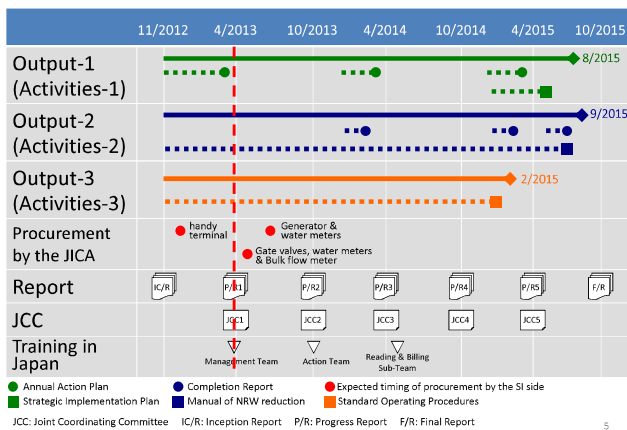 11/2012 4/2013 10/2013 4/2014 10/2014 4/2015 10/2015
Output-1
(Activities-1)
8/2015
Output-2
(Activities-2)
9/2015
Output-3
(Activities-3)
2/2015
Procurement
by the JICA
handy
terminal
Generator &
water meters
Gate valves, water meters
& Bulk flow meter
Report
IC/R P/R1 P/R2 P/R3 P/R4 P/R5 F/R
JCC
JCC1 JCC2 JCC3 JCC4 JCC5
Training in
Japan
Management Team
Action Team
Reading & Billing
Sub-Team
Annual Action Plan Completion Report Expected timing of procurement by the SI side
Strategic Implementation Plan Manual of NRW reduction Standard Operating Procedures
JCC: Joint Coordinating Committee IC/R: Inception Report P/R: Progress Report F/R: Final Report
5